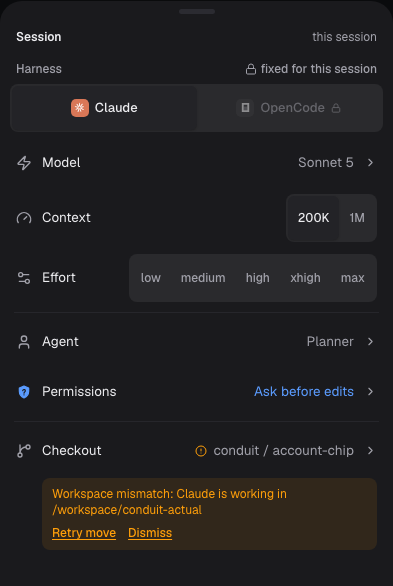 Session this session
Harness fixed for this session
Claude OpenCode
Model Sonnet 5
Context 200K 1M
Effort low medium high xhigh max
Agent Planner
Permissions Ask before edits
Checkout conduit / account-chip
Workspace mismatch: Claude is working in
/workspace/conduit-actual
Retry move Dismiss